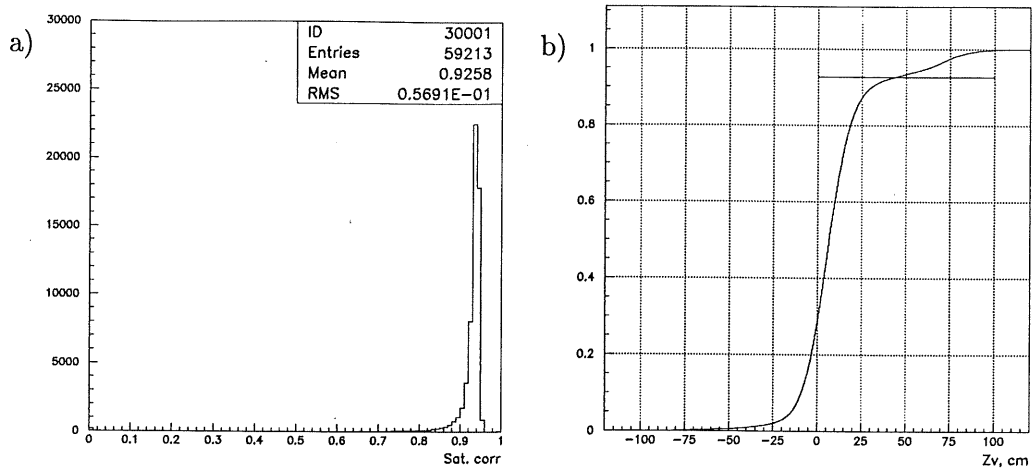 a)
ID 30001
Entries 59213
Mean 0.9258
RMS 0.5691E-01
30000
25000
20000
15000
10000
5000
0
0 0.1 0.2 0.3 0.4 0.5 0.6 0.7 0.8 0.9 1
Sat. corr
b)
1
0.8
0.6
0.4
0.2
0
−100 −75 −50 −25 0 25 50 75 100
Zv, cm